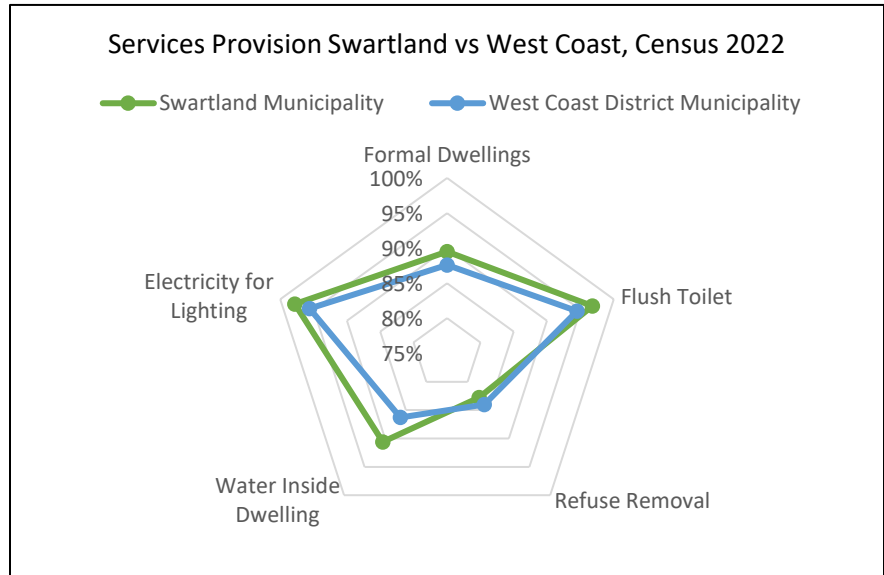 Services Provision Swartland vs West Coast, Census 2022
Swartland Municipality
West Coast District Municipality
Formal Dwellings
100%
95%
90%
85%
80%
75%
Electricity for
Lighting
Flush Toilet
Water Inside
Dwelling
Refuse Removal